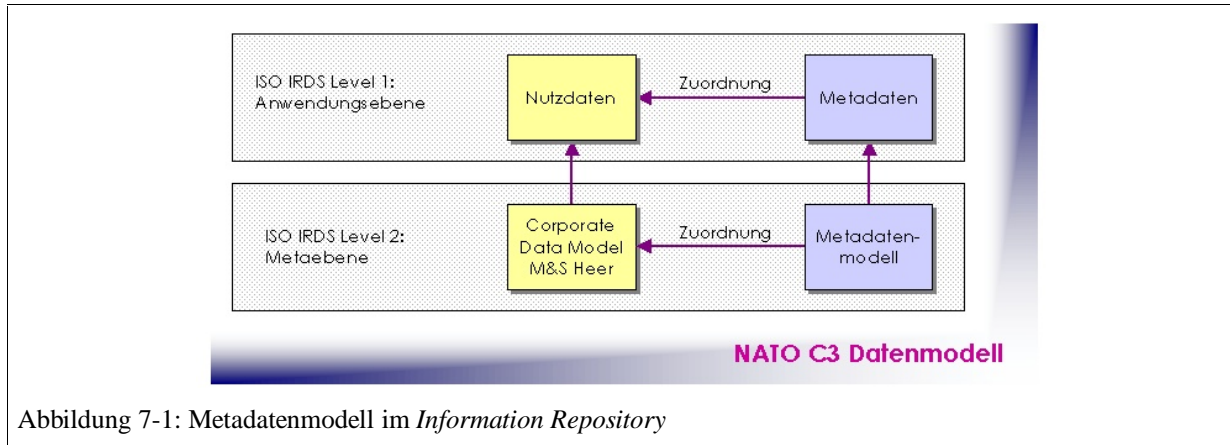 ISO IRDS Level 1:
Anwendungsebene
Nutzdaten
Zuordnung
Metadaten
ISO IRDS Level 2:
Metaebene
Corporate
Data Model
M&S Heer
Zuordnung
Metadaten-
modell
NATO C3 Datenmodell
Abbildung 7-1: Metadatenmodell im Information Repository